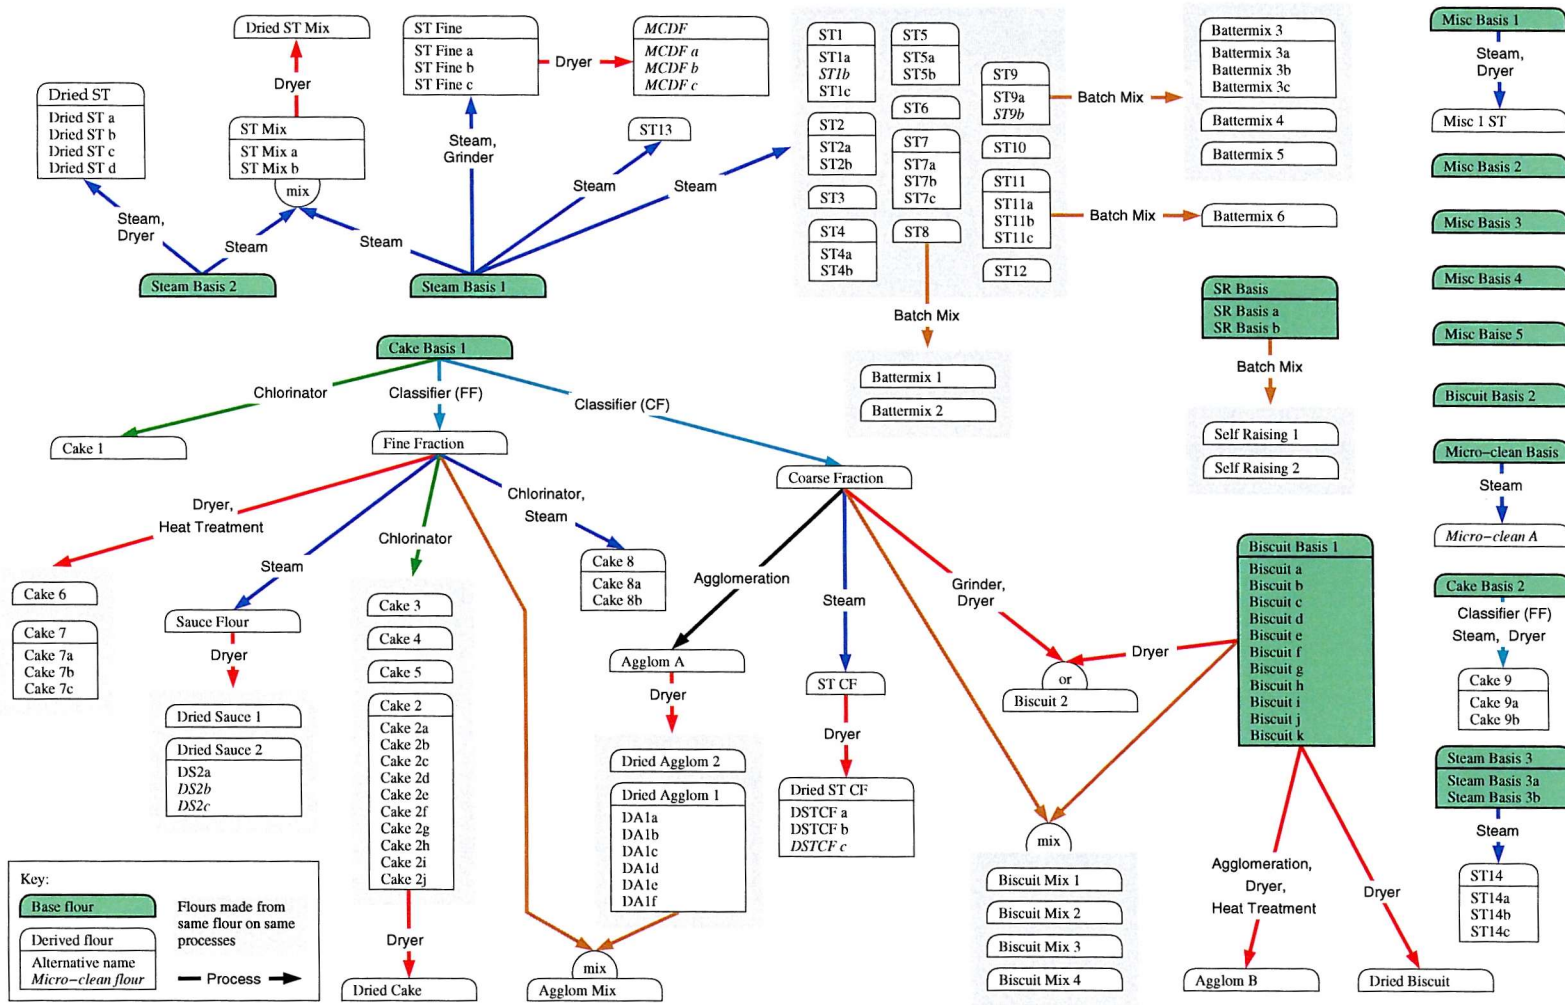 Dried ST Mix
Dryer
ST Mix
ST Mix a
ST Mix b
mix
Dried ST
Dried ST a
Dried ST b
Dried ST c
Dried ST d
Steam,
Dryer
Steam
Steam
Steam Basis 2
Steam Basis 1
ST Fine
ST Fine a
ST Fine b
ST Fine c
Dryer
MCDF
MCDF a
MCDF b
MCDF c
Steam,
Grinder
ST13
Steam
Steam
ST1
ST1a
ST1b
ST1c
ST2
ST2a
ST2b
ST3
ST4
ST4a
ST4b
ST5
ST5a
ST5b
ST6
ST7
ST7a
ST7b
ST7c
ST8
ST9
ST9a
ST9b
ST10
ST11
ST11a
ST11b
ST11c
ST12
Batch Mix
Battermix 3
Battermix 3a
Battermix 3b
Battermix 3c
Battermix 4
Battermix 5
Batch Mix
Battermix 6
Batch Mix
Battermix 1
Battermix 2
SR Basis
SR Basis a
SR Basis b
Batch Mix
Self Raising 1
Self Raising 2
Misc Basis 1
Steam,
Dryer
Misc 1 ST
Misc Basis 2
Misc Basis 3
Misc Basis 4
Misc Baise 5
Biscuit Basis 2
Micro-clean Basis
Steam
Micro-clean A
Cake Basis 2
Classifier (FF)
Steam, Dryer
Cake 9
Cake 9a
Cake 9b
Steam Basis 3
Steam Basis 3a
Steam Basis 3b
Steam
ST14
ST14a
ST14b
ST14c
Cake Basis 1
Chlorinator
Classifier (FF)
Classifier (CF)
Cake 1
Fine Fraction
Coarse Fraction
Dryer,
Heat Treatment
Steam
Chlorinator
Chlorinator,
Steam
Cake 6
Cake 7
Cake 7a
Cake 7b
Cake 7c
Sauce Flour
Dryer
Dried Sauce 1
Dried Sauce 2
DS2a
DS2b
DS2c
Cake 3
Cake 4
Cake 5
Cake 2
Cake 2a
Cake 2b
Cake 2c
Cake 2d
Cake 2e
Cake 2f
Cake 2g
Cake 2h
Cake 2i
Cake 2j
Dryer
Dried Cake
Cake 8
Cake 8a
Cake 8b
Agglomeration
Agglom A
Dryer
Dried Agglom 2
Dried Agglom 1
DA1a
DA1b
DA1c
DA1d
DA1e
DA1f
mix
Agglom Mix
Steam
ST CF
Dryer
Dried ST CF
DSTCF a
DSTCF b
DSTCF c
Grinder,
Dryer
Dryer
or
Biscuit 2
Biscuit Basis 1
Biscuit a
Biscuit b
Biscuit c
Biscuit d
Biscuit e
Biscuit f
Biscuit g
Biscuit h
Biscuit i
Biscuit j
Biscuit k
mix
Biscuit Mix 1
Biscuit Mix 2
Biscuit Mix 3
Biscuit Mix 4
Agglomeration,
Dryer,
Heat Treatment
Dryer
Agglom B
Dried Biscuit
Key:
Base flour
Derived flour
Alternative name
Micro-clean flour
Flours made from
same flour on same
processes
Process